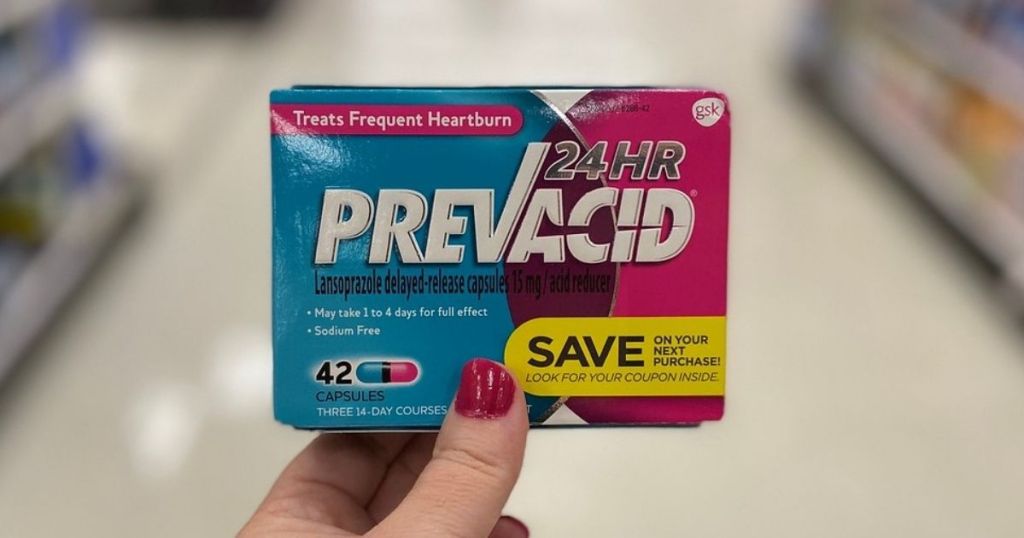 Treats Frequent Heartburn
gsk
24HR
PREVACID®
Lansoprazole delayed-release capsules 15 mg / acid reducer
• May take 1 to 4 days for full effect
• Sodium Free
42
CAPSULES
THREE 14-DAY COURSES
SAVE
ON YOUR
NEXT
PURCHASE!
LOOK FOR YOUR COUPON INSIDE.